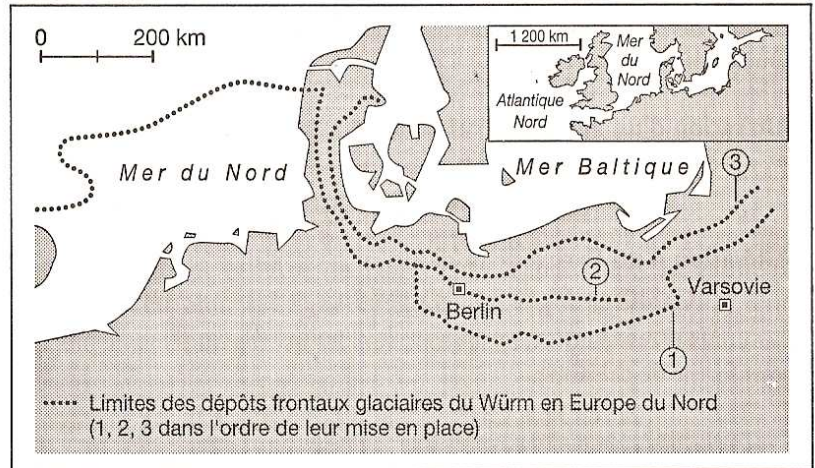 0 200 km
1 200 km
Mer
du
Nord
Atlantique
Nord
Mer du Nord
Mer Baltique
3
2
Berlin
Varsovie
1
Limites des dépôts frontaux glaciaires du Würm en Europe du Nord
(1, 2, 3 dans l'ordre de leur mise en place)